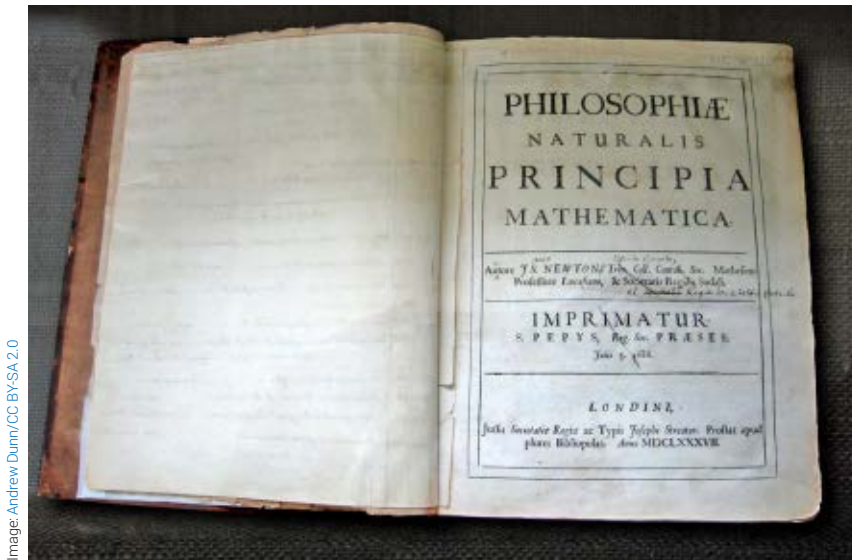 PHILOSOPHIÆ
NATURALIS
PRINCIPIA
MATHEMATICA.
Autore JS. NEWTON, Trin. Coll. Cantab. Soc. Matheseos
Professore Lucasiano, & Societatis Regalis Sodali.
IMPRIMATUR.
S. PEPYS, Reg. Soc. PRÆSES.
Julii 5. 1686.
LONDINI,
Jussu Societatis Regiæ ac Typis Josephi Streater. Prostat apud
plures Bibliopolas. Anno MDCLXXXVII.
Image: Andrew Dunn/CC BY-SA 2.0